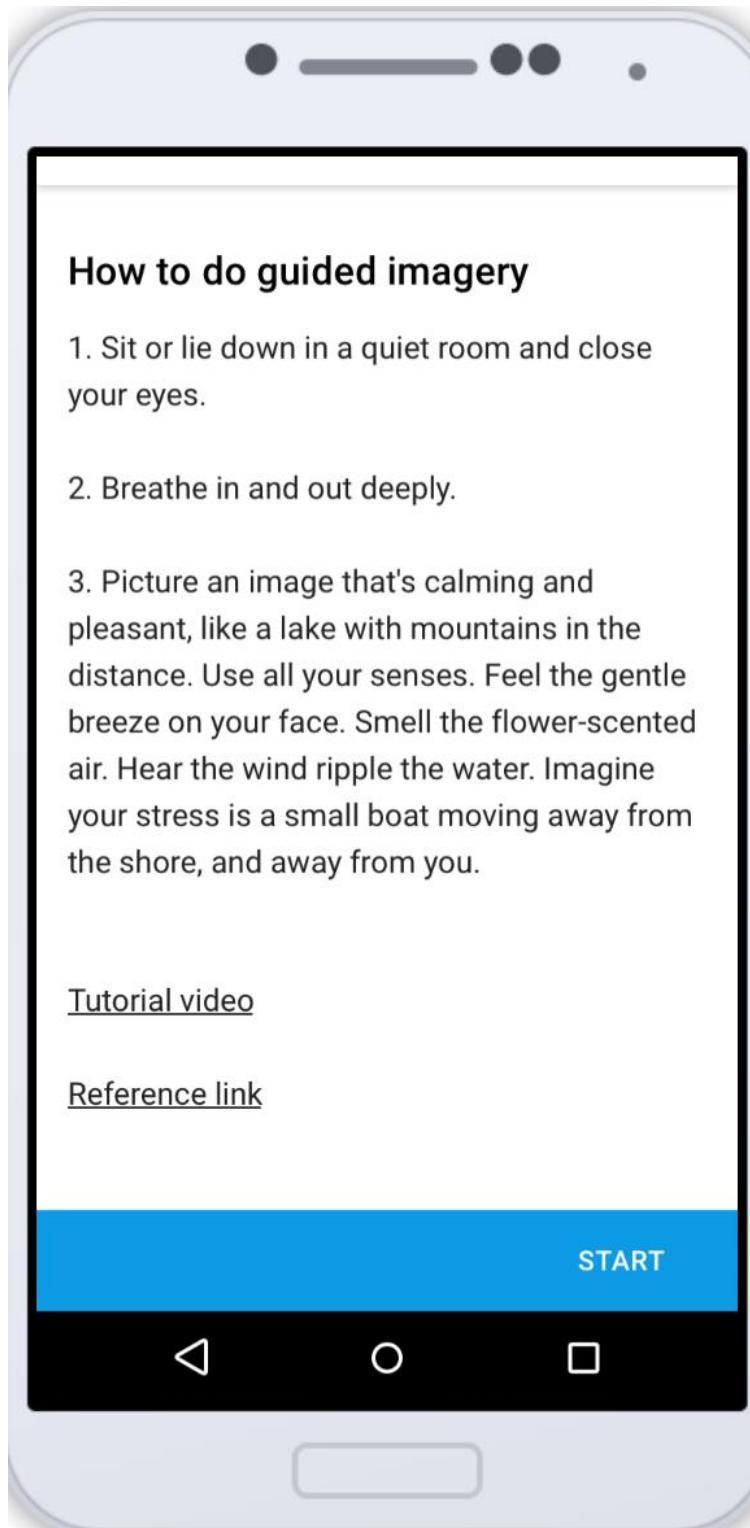 How to do guided imagery
1. Sit or lie down in a quiet room and close
your eyes.
2. Breathe in and out deeply.
3. Picture an image that's calming and
pleasant, like a lake with mountains in the
distance. Use all your senses. Feel the gentle
breeze on your face. Smell the flower-scented
air. Hear the wind ripple the water. Imagine
your stress is a small boat moving away from
the shore, and away from you.
Tutorial video
Reference link
START